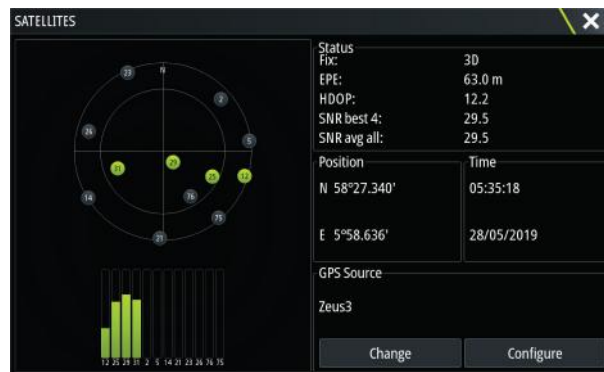 SATELLITES
N
23
2
5
26
29
31
25
12
76
14
75
21
12 25 29 31 2 5 14 21 23 26 76 75
Status
Fix: 3D
EPE: 63.0 m
HDOP: 12.2
SNR best 4: 29.5
SNR avg all: 29.5
Position
N 58°27.340'
E 5°58.636'
Time
05:35:18
28/05/2019
GPS Source
Zeus3
Change
Configure